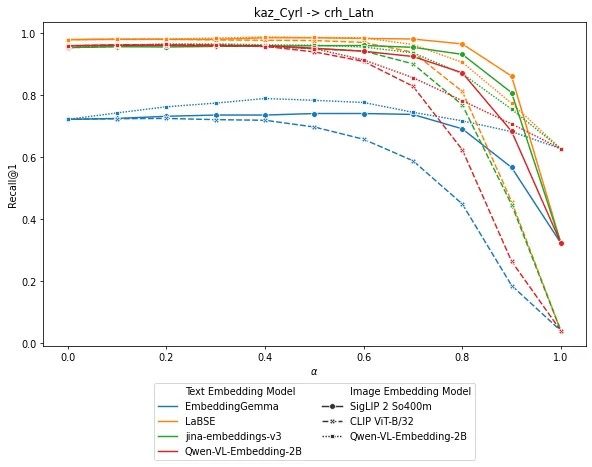 kaz_Cyrl -> crh_Latn
Recall@1
1.0
0.8
0.6
0.4
0.2
0.0
0.0 0.2 0.4 0.6 0.8 1.0
α
Text Embedding Model Image Embedding Model
EmbeddingGemma SigLIP 2 So400m
LaBSE CLIP ViT-B/32
jina-embeddings-v3 Qwen-VL-Embedding-2B
Qwen-VL-Embedding-2B